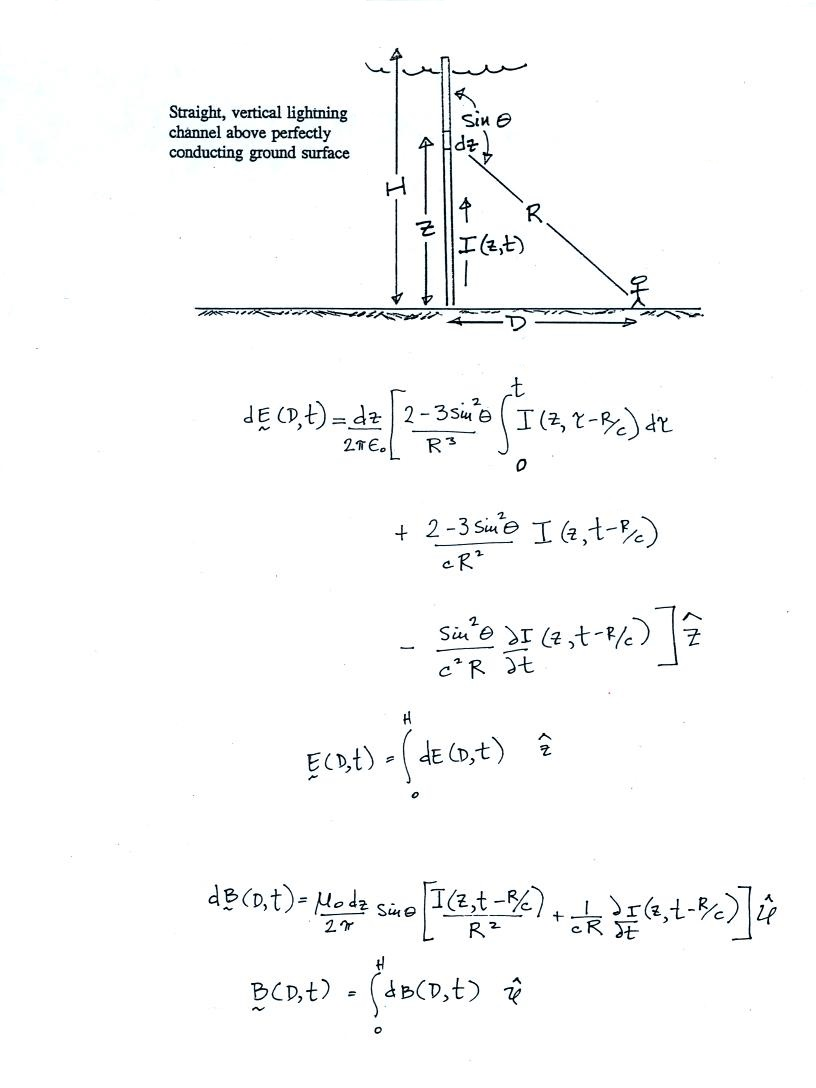 Straight, vertical lightning
channel above perfectly
conducting ground surface
H
Z
sin θ
dz
R
I(z,t)
D
dE(D,t) = dz/2πε₀ [ (2-3sin²θ)/R³ ∫₀ᵗ I(z, τ-R/c) dτ
+ (2-3sin²θ)/cR² I(z,t-R/c)
- sin²θ/c²R ∂I/∂t (z,t-R/c) ] ẑ
E(D,t) = ∫₀ᴴ dE(D,t) ẑ
dB(D,t) = μ₀dz/2π sinθ [ I(z,t-R/c)/R² + 1/cR ∂I/∂t (z,t-R/c) ] φ̂
B(D,t) = ∫₀ᴴ dB(D,t) φ̂